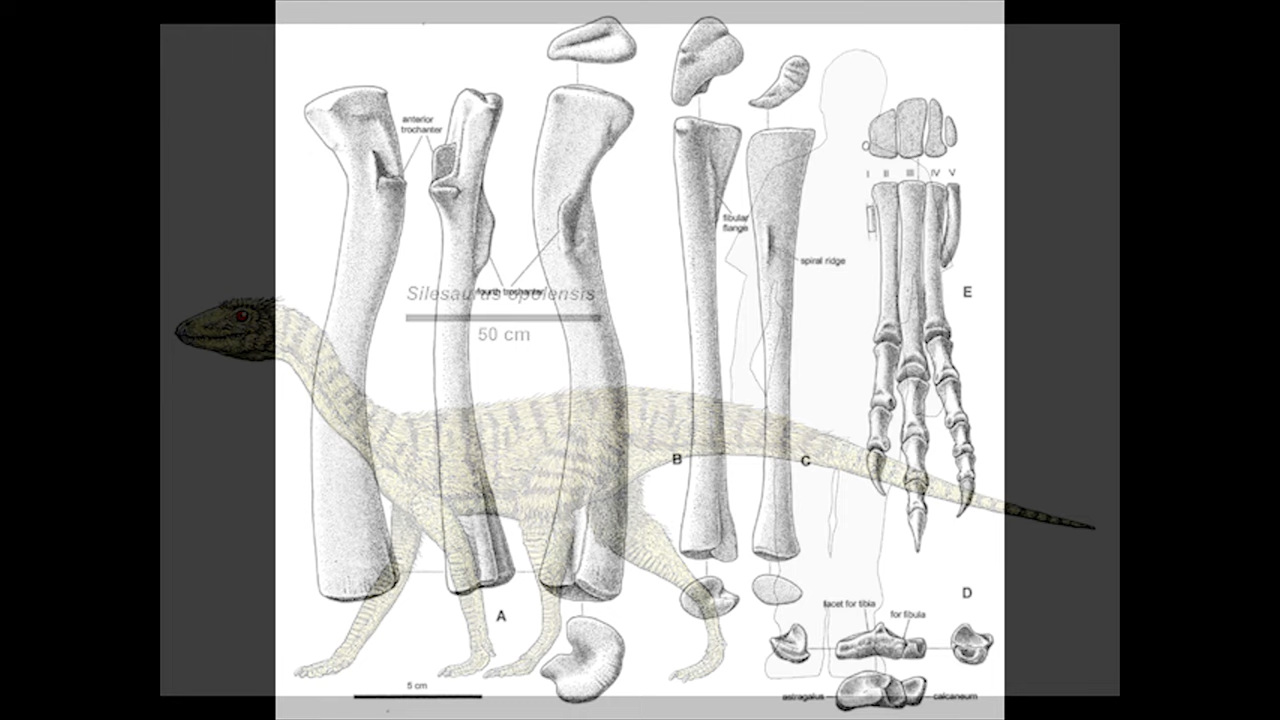 anterior
trochanter
I II III IV V
fibular
flange
spiral ridge
fourth trochanter
Silesaurus opolensis
50 cm
E
B
C
D
facet for tibia
for fibula
A
5 cm
astragalus
calcaneum